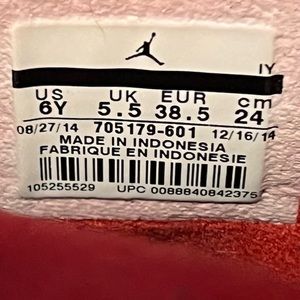 IY
US UK EUR cm
6Y 5.5 38.5 24
08/27/14 705179-601 12/16/14
MADE IN INDONESIA
FABRIQUE EN INDONESIE
105255529 UPC 00888840842375